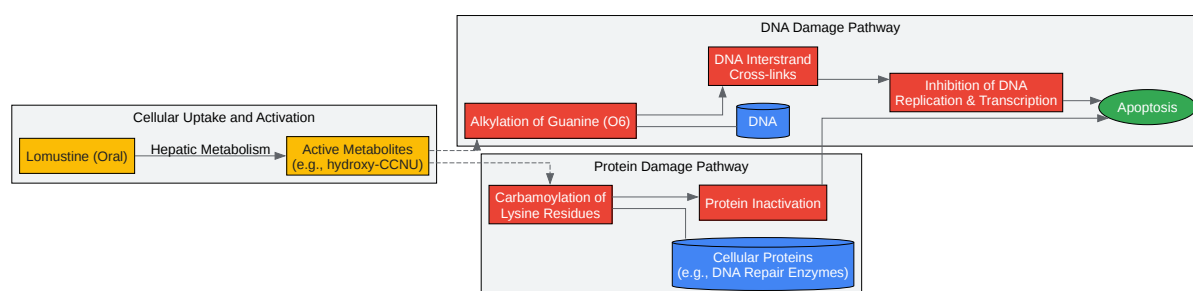 DNA Damage Pathway
DNA Interstrand
Cross-links
Inhibition of DNA
Replication & Transcription
Apoptosis
Alkylation of Guanine (O6)
DNA
Cellular Uptake and Activation
Lomustine (Oral)
Hepatic Metabolism
Active Metabolites
(e.g., hydroxy-CCNU)
Protein Damage Pathway
Carbamoylation of
Lysine Residues
Protein Inactivation
Cellular Proteins
(e.g., DNA Repair Enzymes)